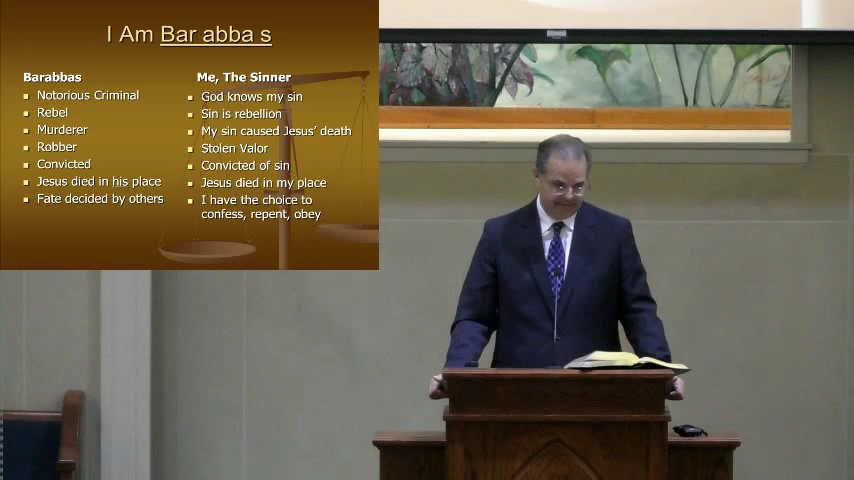 I Am Bar abba s
Barabbas
Notorious Criminal
Rebel
Murderer
Robber
Convicted
Jesus died in his place
Fate decided by others
Me, The Sinner
God knows my sin
Sin is rebellion
My sin caused Jesus' death
Stolen Valor
Convicted of sin
Jesus died in my place
I have the choice to
confess, repent, obey